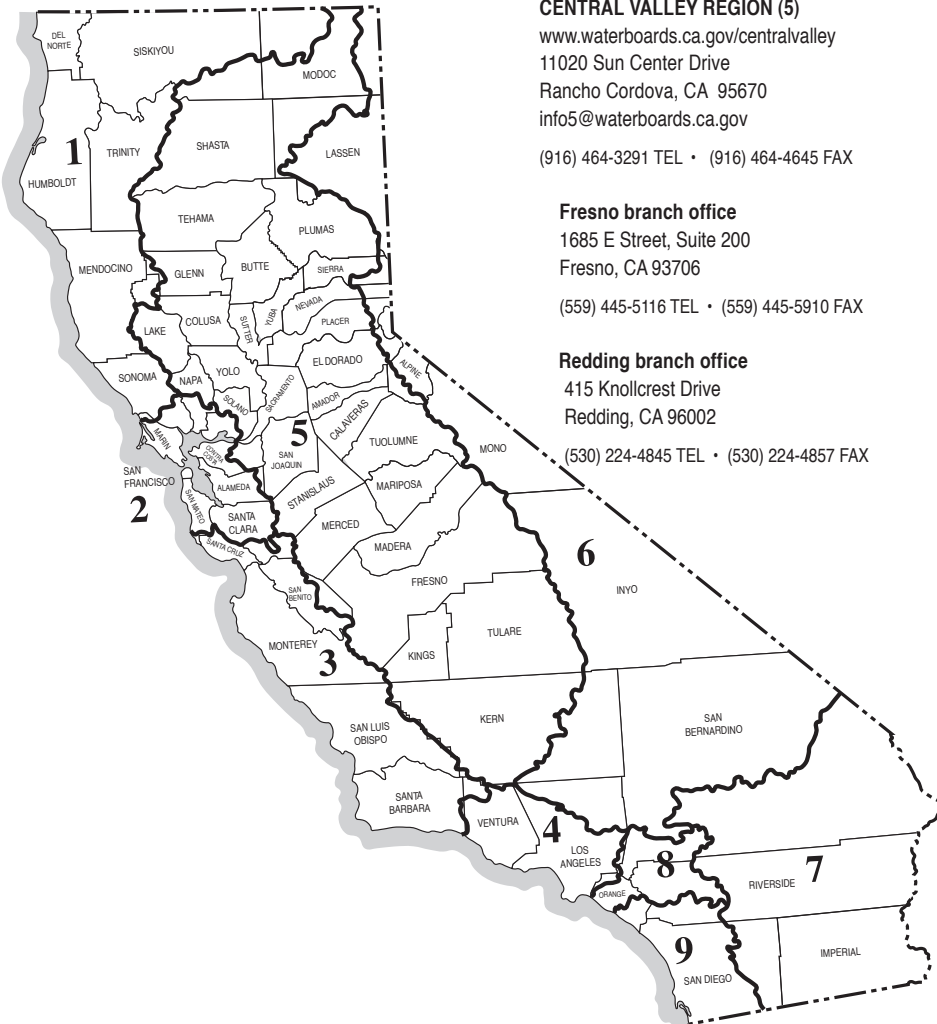 CENTRAL VALLEY REGION (5)
www.waterboards.ca.gov/centralvalley
11020 Sun Center Drive
Rancho Cordova, CA 95670
info5@waterboards.ca.gov
(916) 464-3291 TEL • (916) 464-4645 FAX
Fresno branch office
1685 E Street, Suite 200
Fresno, CA 93706
(559) 445-5116 TEL • (559) 445-5910 FAX
Redding branch office
415 Knollcrest Drive
Redding, CA 96002
(530) 224-4845 TEL • (530) 224-4857 FAX
DEL
NORTE
SISKIYOU
MODOC
1
TRINITY
SHASTA
LASSEN
HUMBOLDT
TEHAMA
PLUMAS
MENDOCINO
GLENN
BUTTE
SIERRA
LAKE
COLUSA
SUTTER
YUBA
NEVADA
PLACER
SONOMA
NAPA
YOLO
EL DORADO
ALPINE
SOLANO
SACRAMENTO
AMADOR
CALAVERAS
MARIN
5
TUOLUMNE
MONO
CONTRA
COSTA
SAN
JOAQUIN
SAN
FRANCISCO
ALAMEDA
STANISLAUS
MARIPOSA
2
SAN MATEO
SANTA
CLARA
MERCED
SANTA CRUZ
MADERA
6
FRESNO
INYO
SAN
BENITO
TULARE
MONTEREY
3
KINGS
SAN LUIS
OBISPO
KERN
SAN
BERNARDINO
SANTA
BARBARA
VENTURA
4
LOS
ANGELES
8
7
RIVERSIDE
ORANGE
9
SAN DIEGO
IMPERIAL